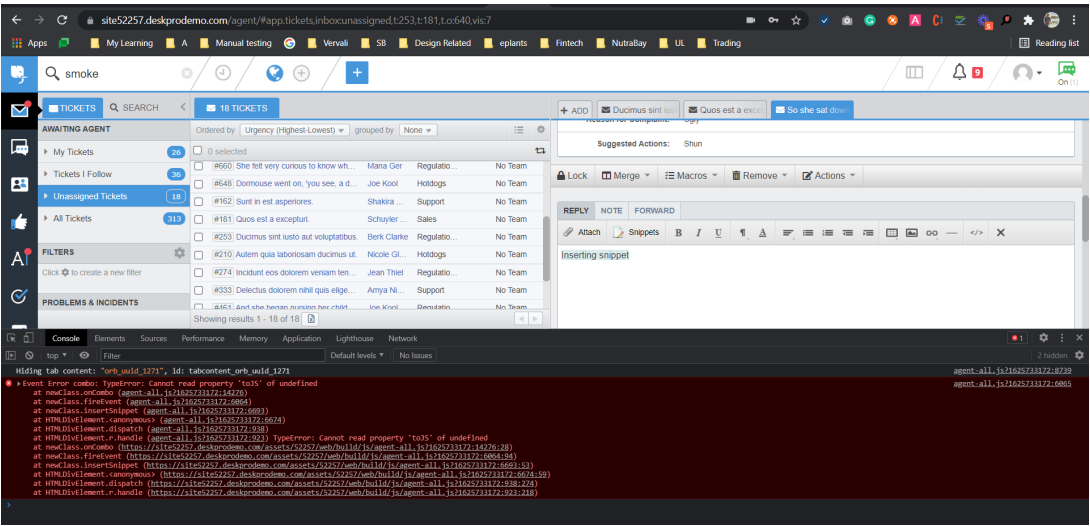 site52257.deskprodemo.com/agent/#app.tickets,inbox:unassigned,t:253,t:181,t.o:640,vis:7
Apps My Learning A Manual testing Vervali SB Design Related eplants Fintech NutraBay UL Trading Reading list
smoke 9 On (1)
TICKETS SEARCH 18 TICKETS + ADD Ducimus sint ius Quos est a exce So she sat down
AWAITING AGENT
My Tickets 26
Tickets I Follow 36
Unassigned Tickets 18
All Tickets 313
FILTERS
Click to create a new filter
PROBLEMS & INCIDENTS
Ordered by Urgency (Highest-Lowest) grouped by None
0 selected
#660 She felt very curious to know wh... Mana Ger Regulatio... No Team
#648 Dormouse went on, 'you see, a d... Joe Kool Hotdogs No Team
#162 Sunt in est asperiores. Shakira ... Support No Team
#181 Quos est a excepturi. Schuyler ... Sales No Team
#253 Ducimus sint iusto aut voluptatibus. Berk Clarke Regulatio... No Team
#210 Autem quia laboriosam ducimus ut. Nicole Gl... Hotdogs No Team
#274 Incidunt eos dolorem veniam ten... Jean Thiel Regulatio... No Team
#333 Delectus dolorem nihil quis elige... Amya Ni... Support No Team
#461 And she began nursing her child Joe Kool Regulatio No Team
Showing results 1 - 18 of 18
Reason for Complaint: Ugly
Suggested Actions: Shun
Lock Merge Macros Remove Actions
REPLY NOTE FORWARD
Attach Snippets B I U ¶ A </> X
Inserting snippet
Console Elements Sources Performance Memory Application Lighthouse Network 1
top Filter Default levels No Issues 2 hidden
Hiding tab content: "orb_uuid_1271", id: tabcontent_orb_uuid_1271 agent-all.js?1625733172:8739
Event Error combo: TypeError: Cannot read property 'toJS' of undefined agent-all.js?1625733172:6065
at newClass.onCombo (agent-all.js?1625733172:14276)
at newClass.fireEvent (agent-all.js?1625733172:6064)
at newClass.insertSnippet (agent-all.js?1625733172:6693)
at HTMLDivElement.<anonymous> (agent-all.js?1625733172:6674)
at HTMLDivElement.dispatch (agent-all.js?1625733172:938)
at HTMLDivElement.r.handle (agent-all.js?1625733172:923) TypeError: Cannot read property 'toJS' of undefined
at newClass.onCombo (https://site52257.deskprodemo.com/assets/52257/web/build/js/agent-all.js?1625733172:14276:28)
at newClass.fireEvent (https://site52257.deskprodemo.com/assets/52257/web/build/js/agent-all.js?1625733172:6064:94)
at newClass.insertSnippet (https://site52257.deskprodemo.com/assets/52257/web/build/js/agent-all.js?1625733172:6693:53)
at HTMLDivElement.<anonymous> (https://site52257.deskprodemo.com/assets/52257/web/build/js/agent-all.js?1625733172:6674:59)
at HTMLDivElement.dispatch (https://site52257.deskprodemo.com/assets/52257/web/build/js/agent-all.js?1625733172:938:274)
at HTMLDivElement.r.handle (https://site52257.deskprodemo.com/assets/52257/web/build/js/agent-all.js?1625733172:923:218)